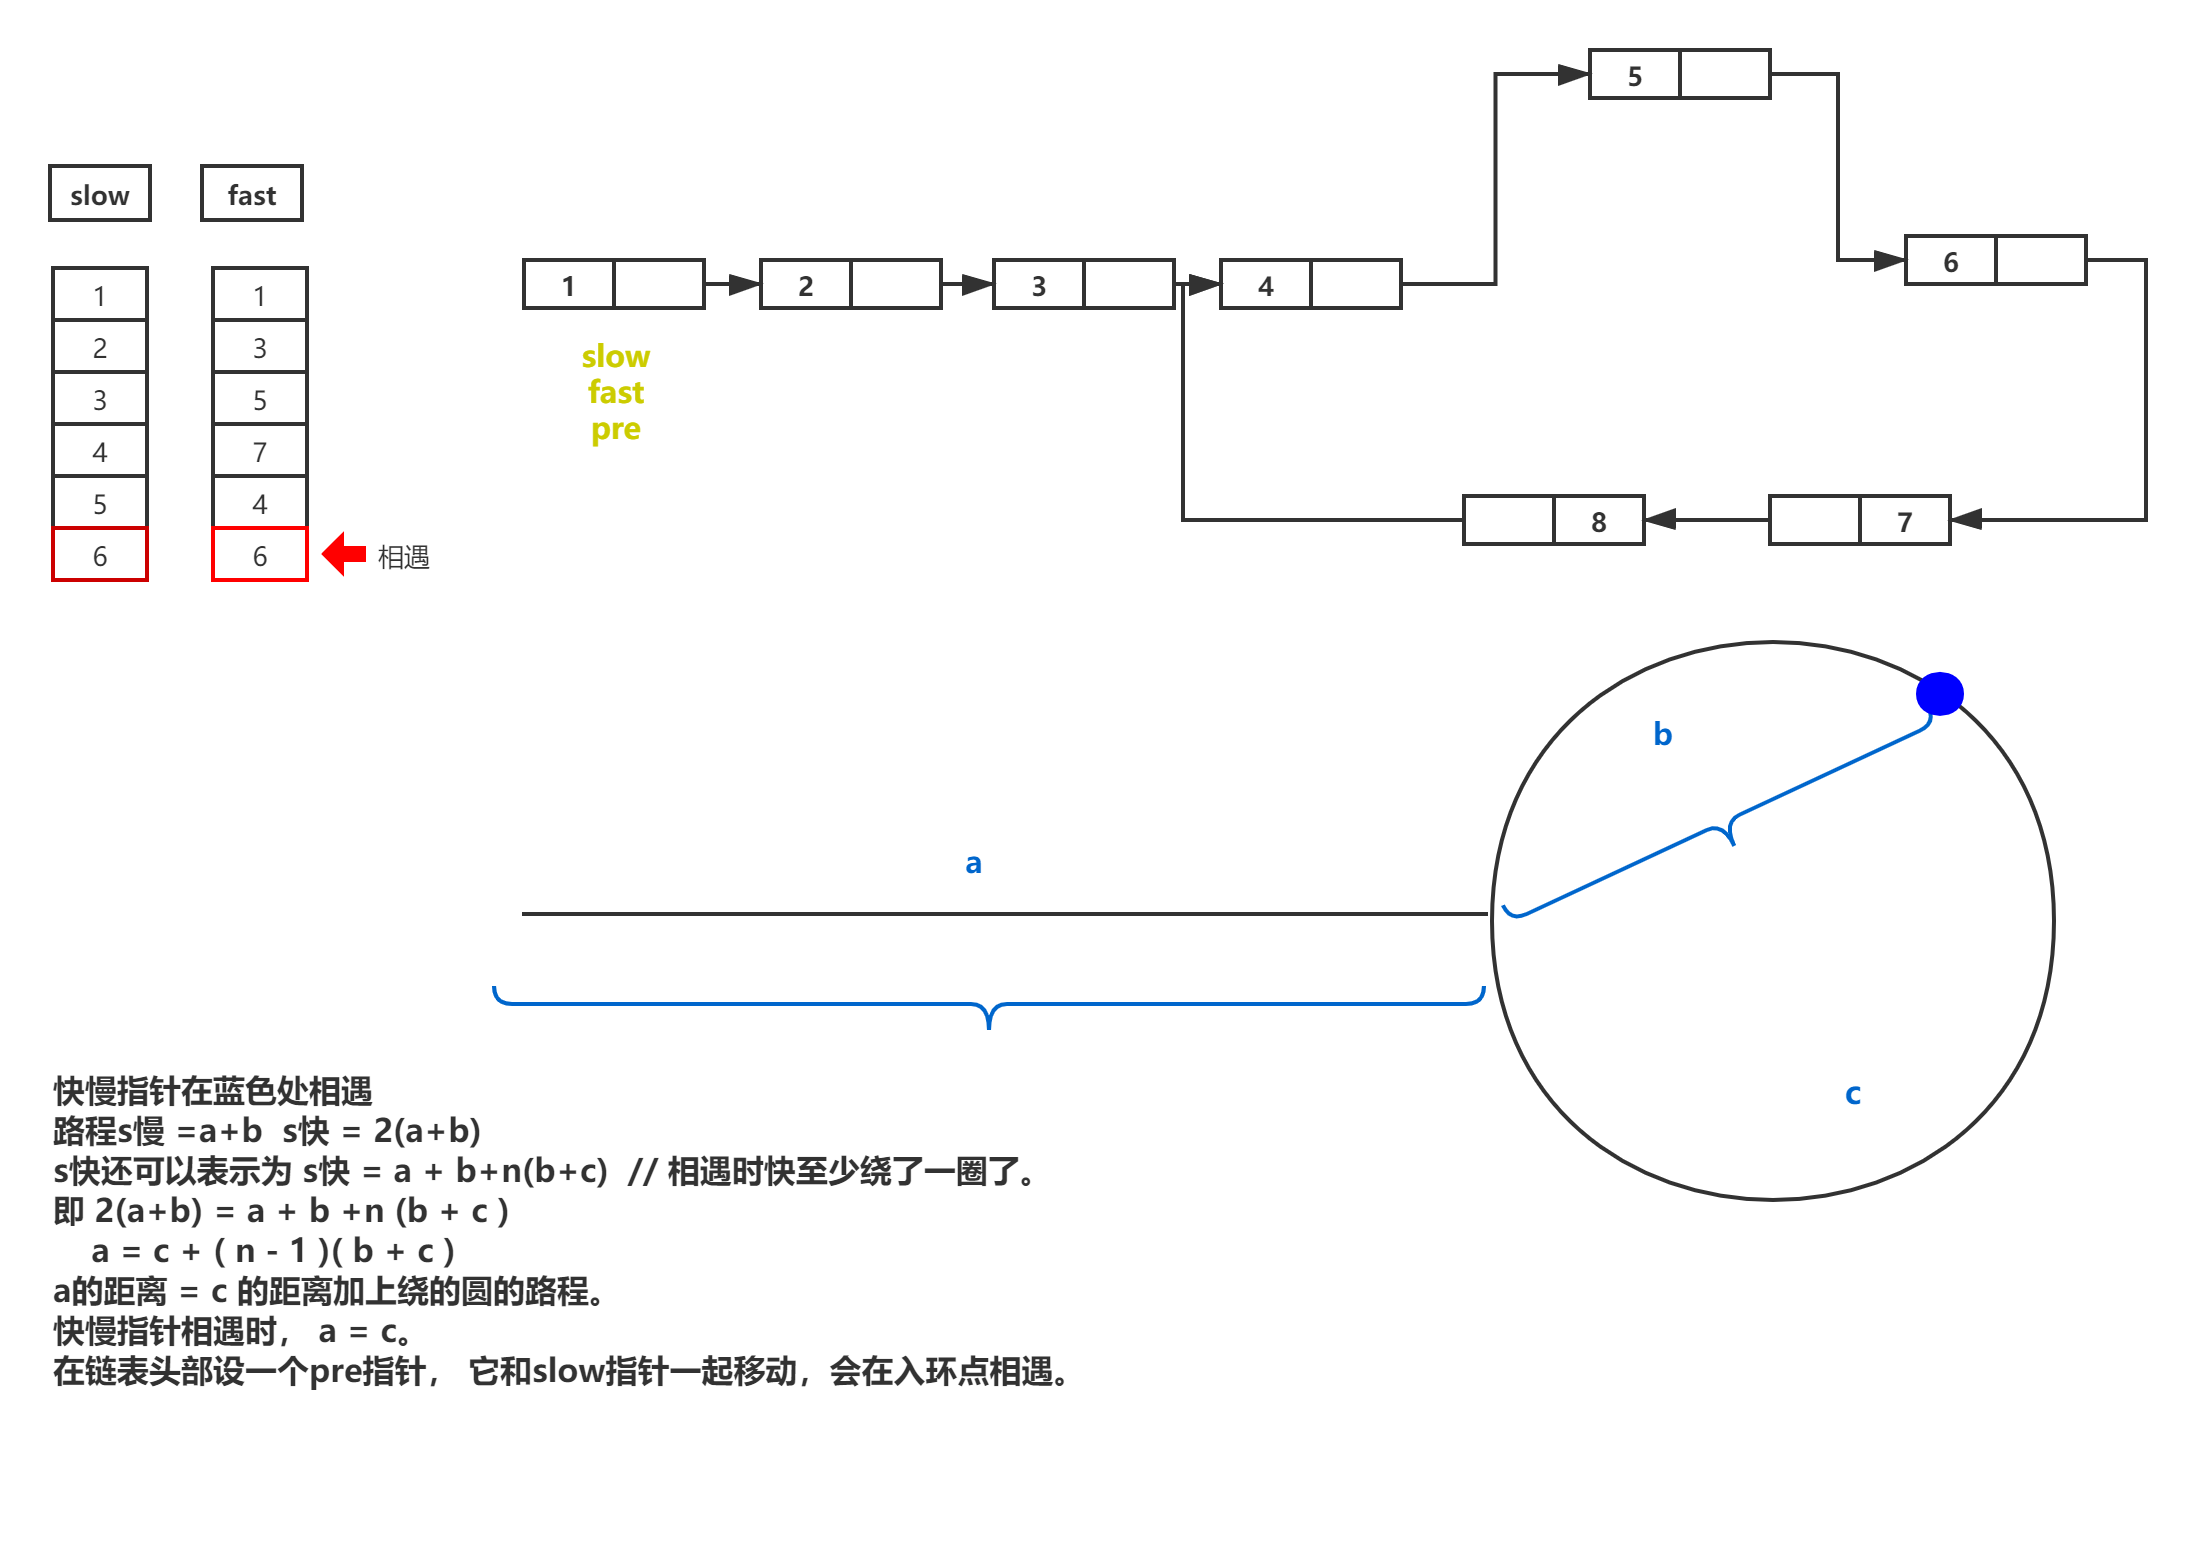 5
slow fast
6
1 2 3 4
1 1
2 3
3 5
4 7
5 4
6 6 相遇
slow
fast
pre
8 7
b
a
c
快慢指针在蓝色处相遇
路程s慢 =a+b  s快 = 2(a+b)
s快还可以表示为 s快 = a + b+n(b+c)  // 相遇时快至少绕了一圈了。
即 2(a+b) = a + b +n (b + c )
a = c + ( n - 1 )( b + c )
a的距离 = c 的距离加上绕的圆的路程。
快慢指针相遇时， a = c。
在链表头部设一个pre指针， 它和slow指针一起移动，会在入环点相遇。